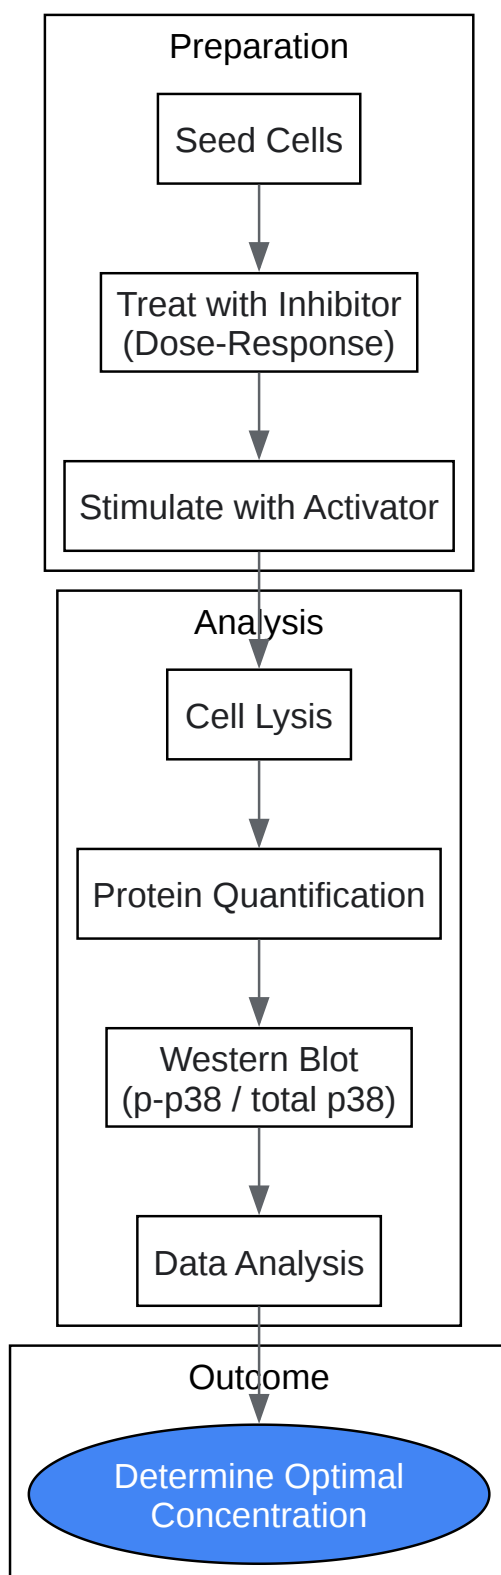 Preparation
Seed Cells
Treat with Inhibitor
(Dose-Response)
Stimulate with Activator
Analysis
Cell Lysis
Protein Quantification
Western Blot
(p-p38 / total p38)
Data Analysis
Outcome
Determine Optimal
Concentration